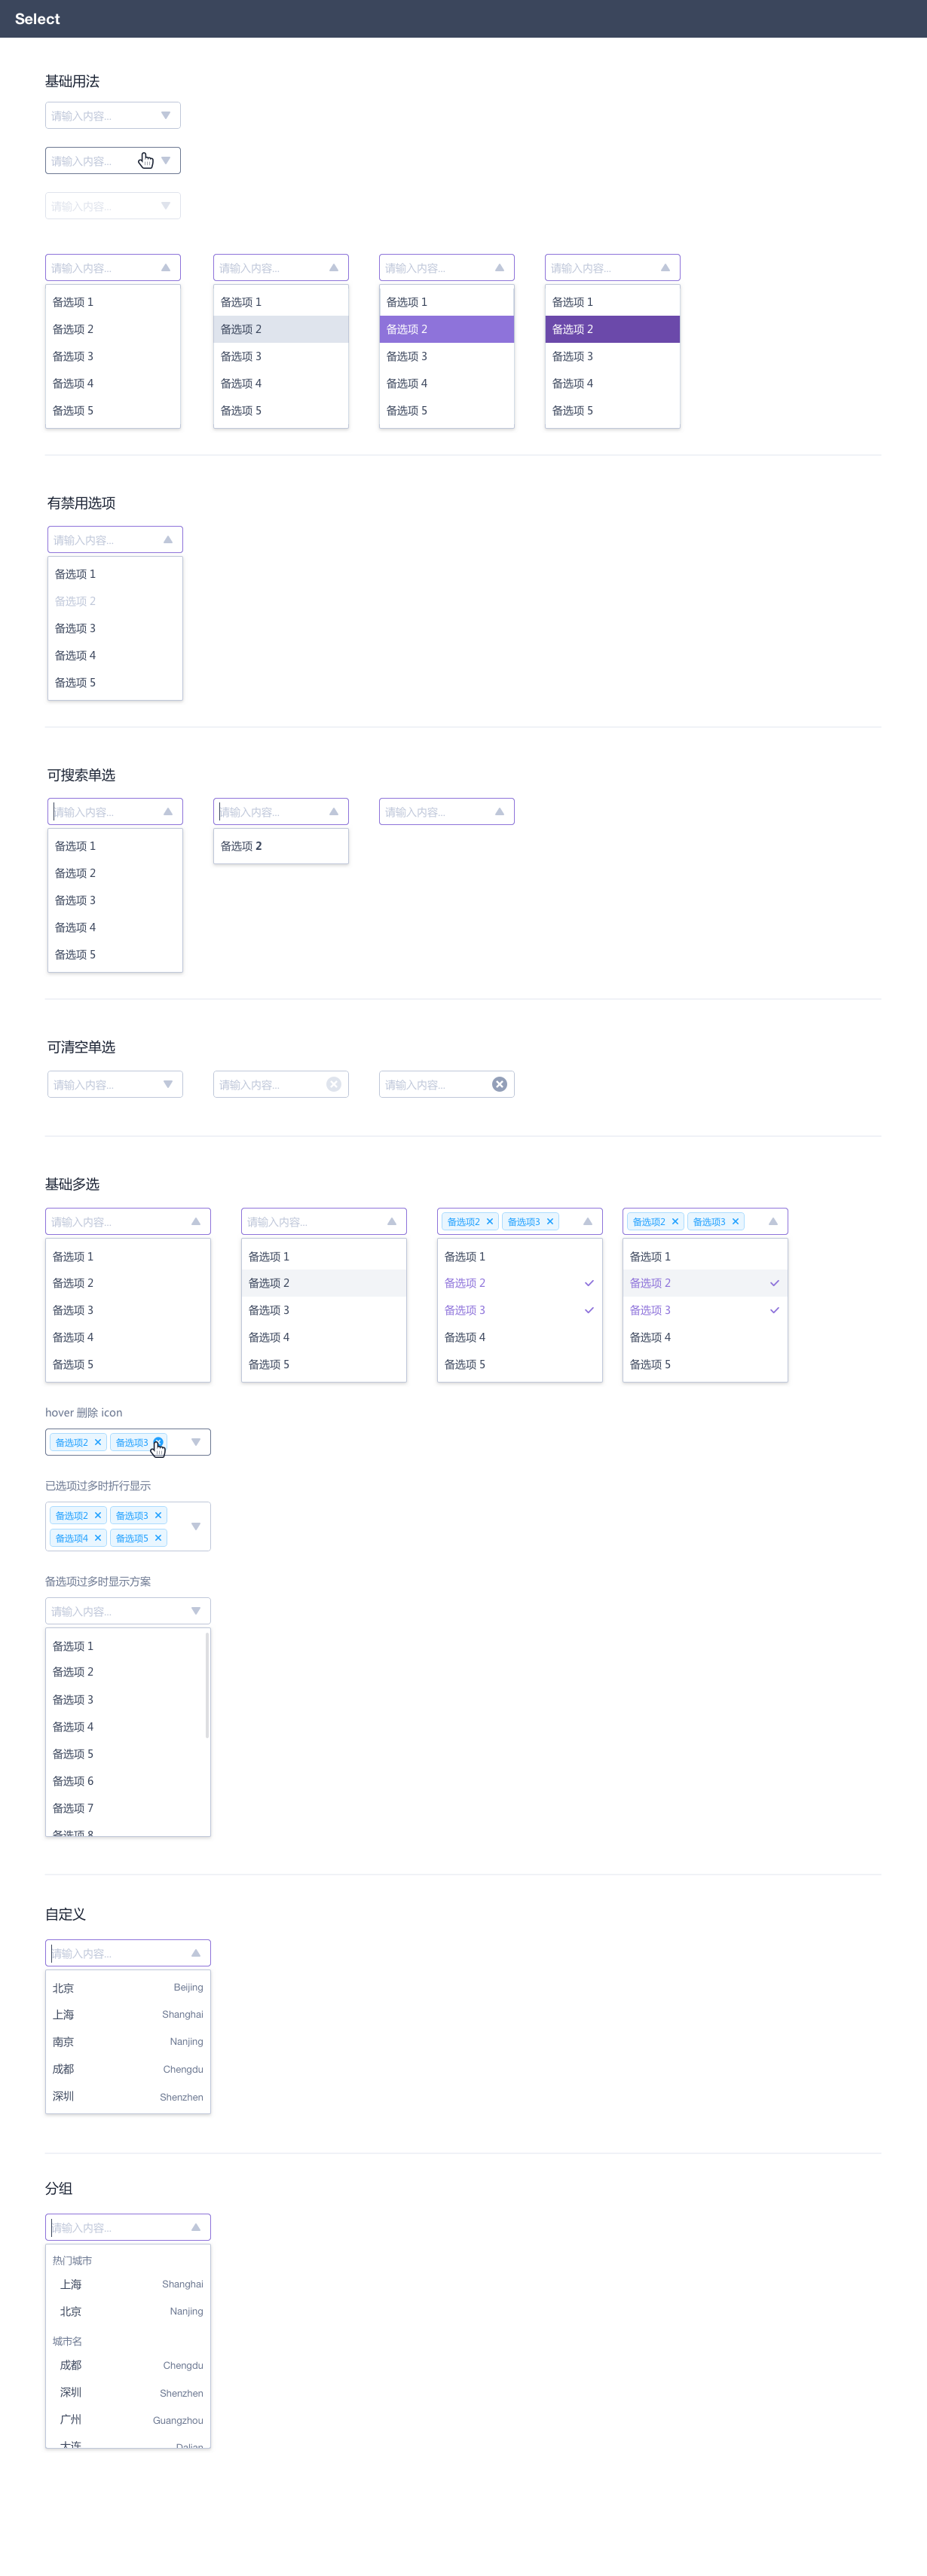 Select
基础用法
请输入内容...
请输入内容...
请输入内容...
请输入内容... 请输入内容... 请输入内容... 请输入内容...
备选项 1 备选项 1 备选项 1 备选项 1
备选项 2 备选项 2 备选项 2 备选项 2
备选项 3 备选项 3 备选项 3 备选项 3
备选项 4 备选项 4 备选项 4 备选项 4
备选项 5 备选项 5 备选项 5 备选项 5
有禁用选项
请输入内容...
备选项 1
备选项 2
备选项 3
备选项 4
备选项 5
可搜索单选
请输入内容... 请输入内容... 请输入内容...
备选项 1 备选项 2
备选项 2
备选项 3
备选项 4
备选项 5
可清空单选
请输入内容... 请输入内容... 请输入内容...
基础多选
请输入内容... 请输入内容... 备选项2 备选项3 备选项2 备选项3
备选项 1 备选项 1 备选项 1 备选项 1
备选项 2 备选项 2 备选项 2 备选项 2
备选项 3 备选项 3 备选项 3 备选项 3
备选项 4 备选项 4 备选项 4 备选项 4
备选项 5 备选项 5 备选项 5 备选项 5
hover 删除 icon
备选项2 备选项3
已选项过多时折行显示
备选项2 备选项3
备选项4 备选项5
备选项过多时显示方案
请输入内容...
备选项 1
备选项 2
备选项 3
备选项 4
备选项 5
备选项 6
备选项 7
备选项 8
自定义
请输入内容...
北京 Beijing
上海 Shanghai
南京 Nanjing
成都 Chengdu
深圳 Shenzhen
分组
请输入内容...
热门城市
上海 Shanghai
北京 Nanjing
城市名
成都 Chengdu
深圳 Shenzhen
广州 Guangzhou
大连 Dalian